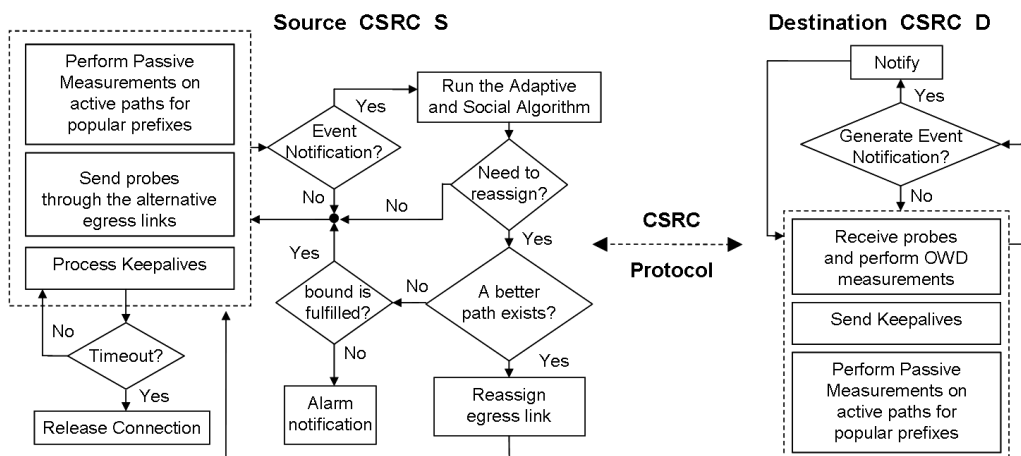 Source CSRC S
Destination CSRC D
Perform Passive
Measurements on
active paths for
popular prefixes
Send probes
through the alternative
egress links
Process Keepalives
No
Timeout?
Yes
Release Connection
Event
Notification?
Yes
No
Run the Adaptive
and Social Algorithm
Need to
reassign?
No
Yes
A better
path exists?
No
Yes
bound is
fulfilled?
Yes
No
Alarm
notification
Reassign
egress link
CSRC
Protocol
Notify
Yes
Generate Event
Notification?
No
Receive probes
and perform OWD
measurements
Send Keepalives
Perform Passive
Measurements on
active paths for
popular prefixes